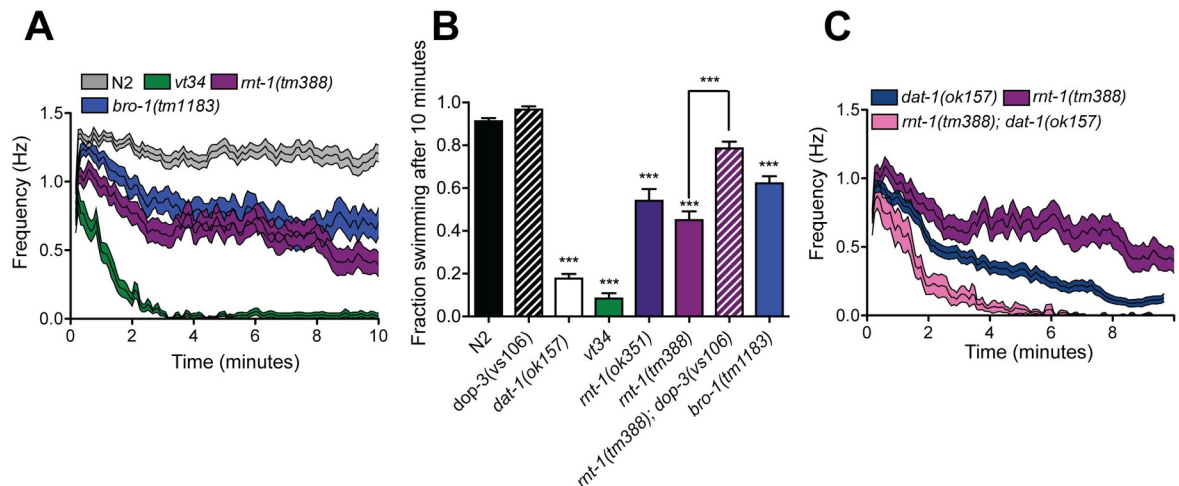 A
N2 vt34 rnt-1(tm388)
bro-1(tm1183)
1.5
1.0
0.5
0.0
Frequency (Hz)
0 2 4 6 8 10
Time (minutes)
B
Fraction swimming after 10 minutes
1.0
0.8
0.6
0.4
0.2
0.0
***
***
***
***
***
***
N2
dop-3(vs106)
dat-1(ok157)
vt34
rnt-1(ok351)
rnt-1(tm388)
rnt-1(tm388); dop-3(vs106)
bro-1(tm1183)
C
dat-1(ok157) rnt-1(tm388)
rnt-1(tm388); dat-1(ok157)
1.5
1.0
0.5
0.0
Frequency (Hz)
0 2 4 6 8
Time (minutes)